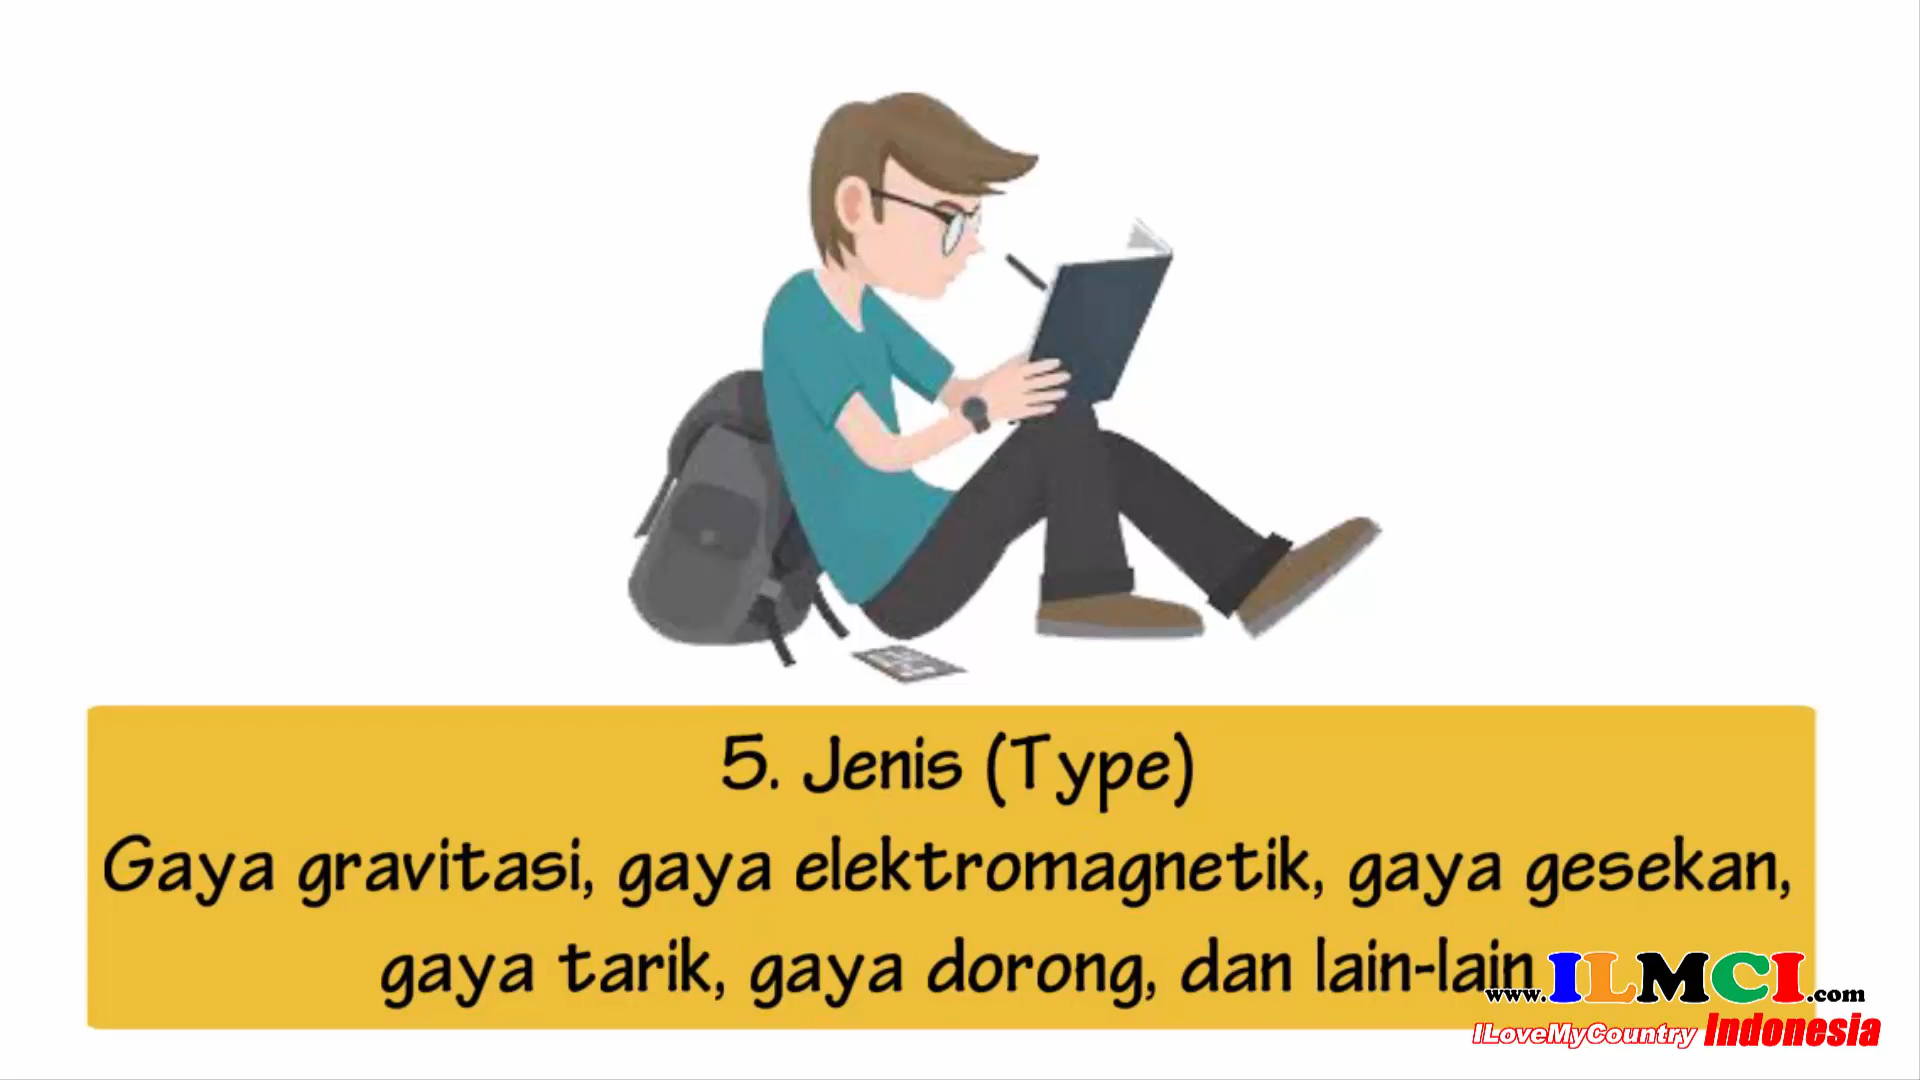 5. Jenis (Type)
Gaya gravitasi, gaya elektromagnetik, gaya gesekan,
gaya tarik, gaya dorong, dan lain-lain
www.ILMCI.com
ILoveMyCountry Indonesia